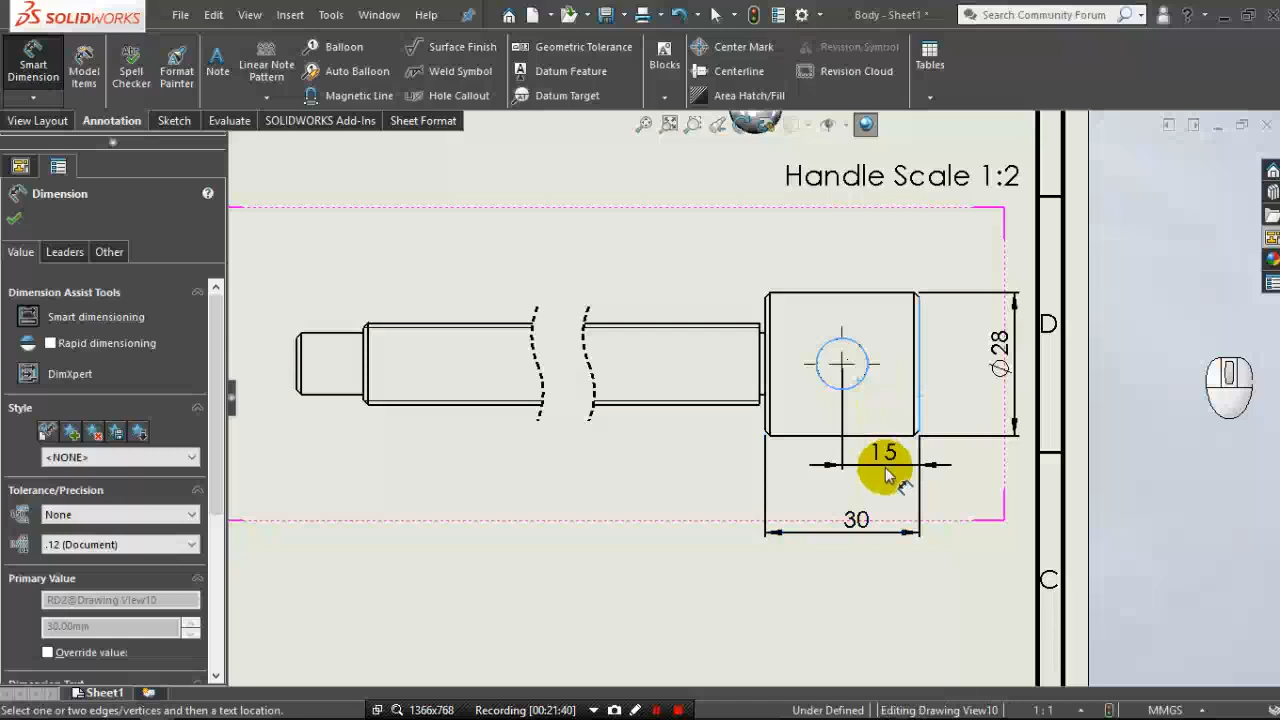 SOLIDWORKS
File Edit View Insert Tools Window Help
Body - Sheet1 *
Search Community Forum
?
Smart Dimension
Model Items
Spell Checker
Format Painter
Note
Linear Note Pattern
Balloon
Auto Balloon
Magnetic Line
Surface Finish
Weld Symbol
Hole Callout
Geometric Tolerance
Datum Feature
Datum Target
Blocks
Center Mark
Centerline
Area Hatch/Fill
Revision Symbol
Revision Cloud
Tables
View Layout Annotation Sketch Evaluate SOLIDWORKS Add-Ins Sheet Format
Dimension
Value Leaders Other
Dimension Assist Tools
Smart dimensioning
Rapid dimensioning
DimXpert
Style
<NONE>
Tolerance/Precision
None
.12 (Document)
Primary Value
RD2@Drawing View10
30.00mm
Override value:
Handle Scale 1:2
⌀28
15
30
D
C
Sheet1
Select one or two edges/vertices and then a text location.
1366x768
Recording [00:21:40]
Under Defined
Editing Drawing View10
1 : 1
MMGS